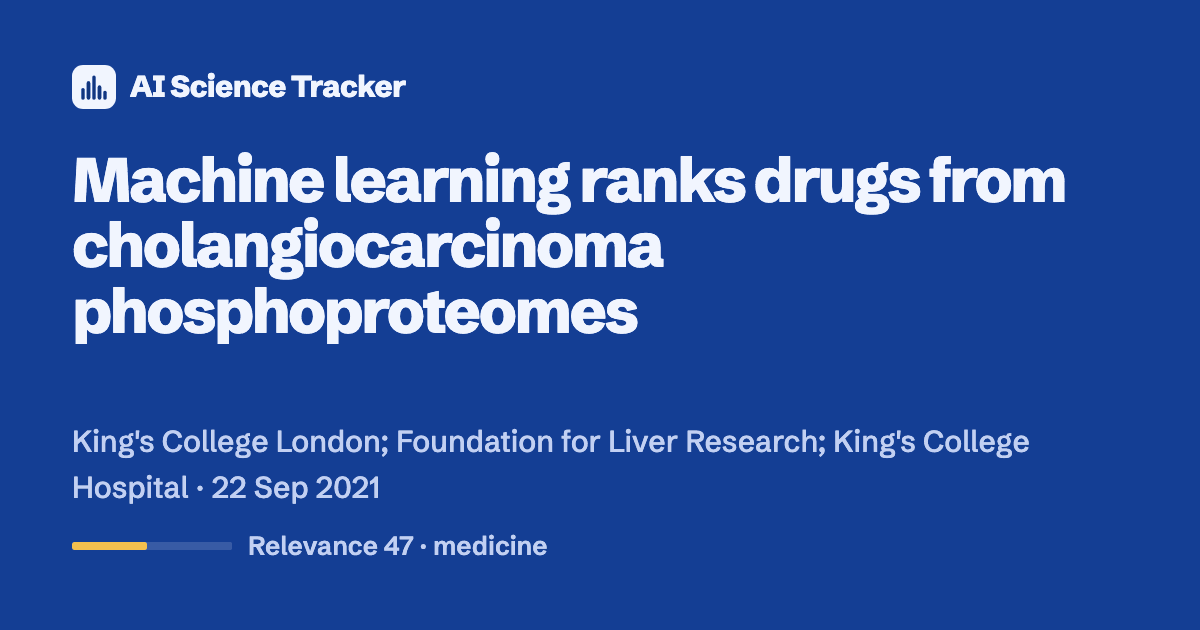 AI Science Tracker
Machine learning ranks drugs from
cholangiocarcinoma
phosphoproteomes
King's College London; Foundation for Liver Research; King's College
Hospital · 22 Sep 2021
Relevance 47 · medicine